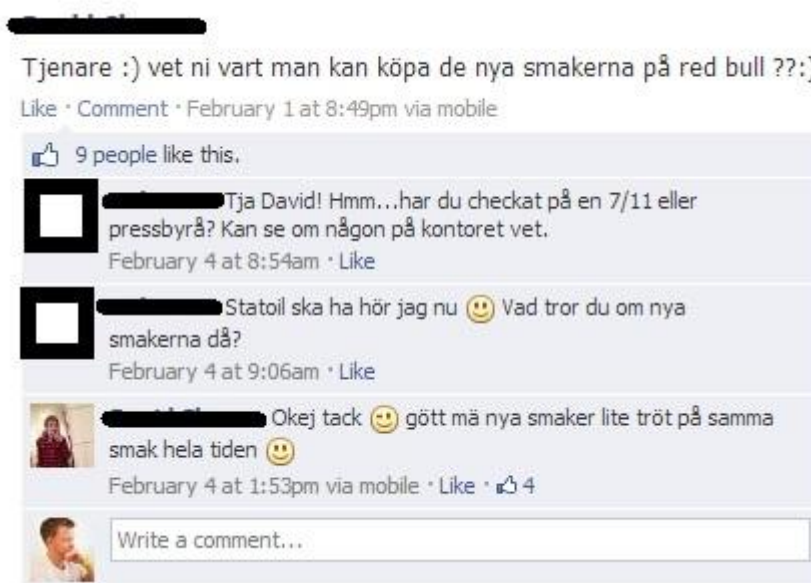 Tjenare :) vet ni vart man kan köpa de nya smakerna på red bull ??:)
Like · Comment · February 1 at 8:49pm via mobile
9 people like this.
Tja David! Hmm...har du checkat på en 7/11 eller
pressbyrå? Kan se om någon på kontoret vet.
February 4 at 8:54am · Like
Statoil ska ha hör jag nu Vad tror du om nya
smakerna då?
February 4 at 9:06am · Like
Okej tack gött mä nya smaker lite tröt på samma
smak hela tiden
February 4 at 1:53pm via mobile · Like · 4
Write a comment...